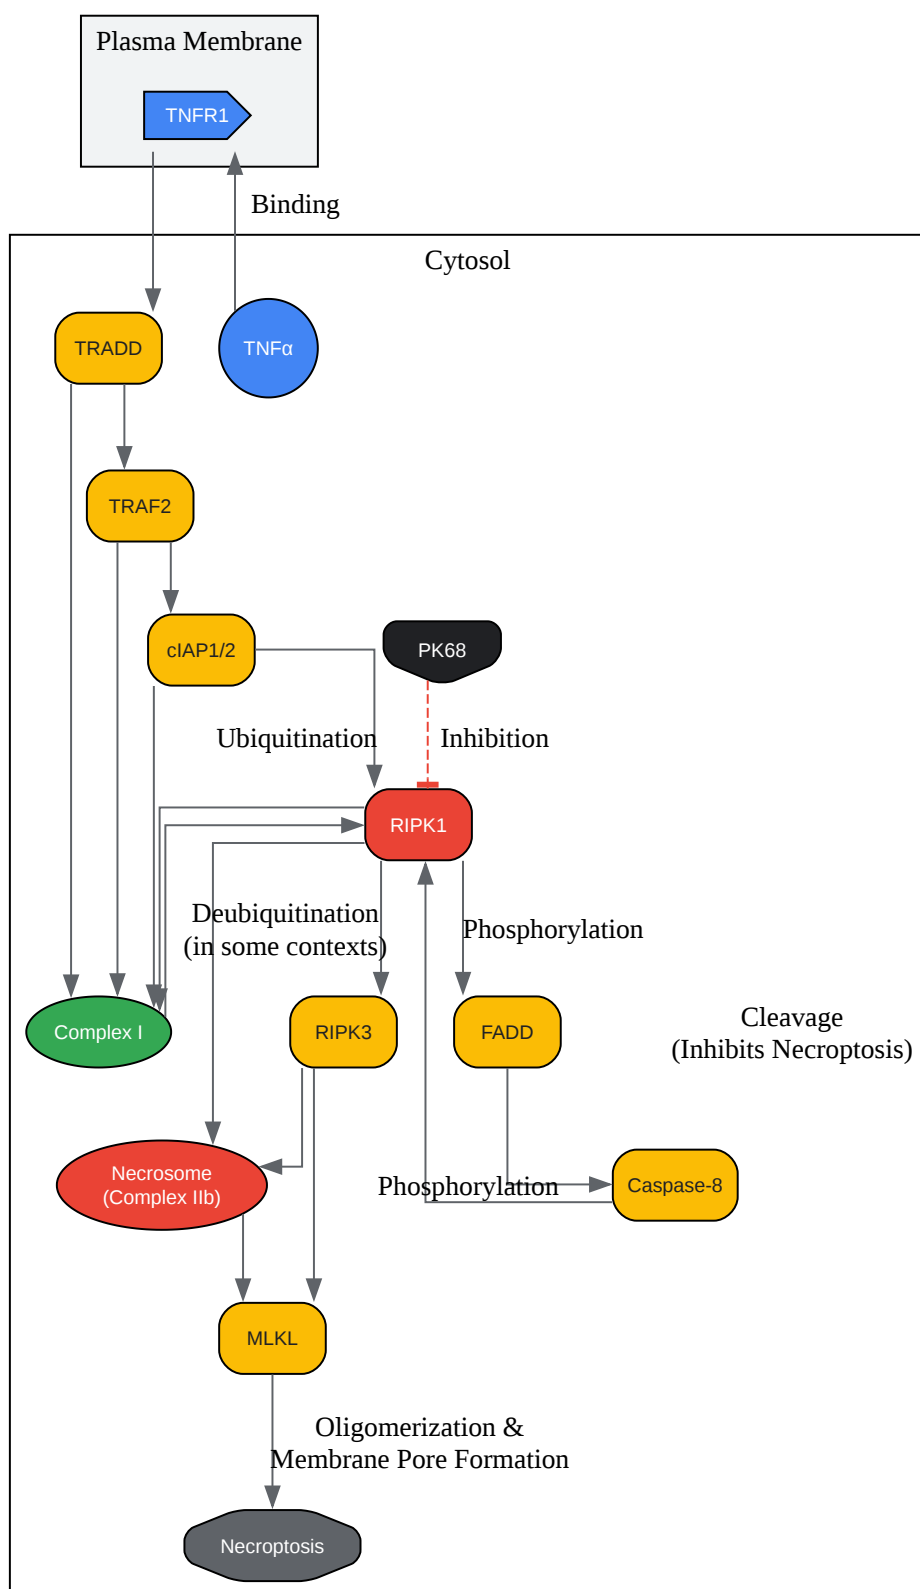 Plasma Membrane
TNFR1
Binding
Cytosol
TRADD
TNFα
TRAF2
cIAP1/2
PK68
Ubiquitination
Inhibition
RIPK1
Deubiquitination
(in some contexts)
Phosphorylation
Complex I
RIPK3
FADD
Cleavage
(Inhibits Necroptosis)
Necrosome
(Complex IIb)
Phosphorylation
Caspase-8
MLKL
Oligomerization &
Membrane Pore Formation
Necroptosis